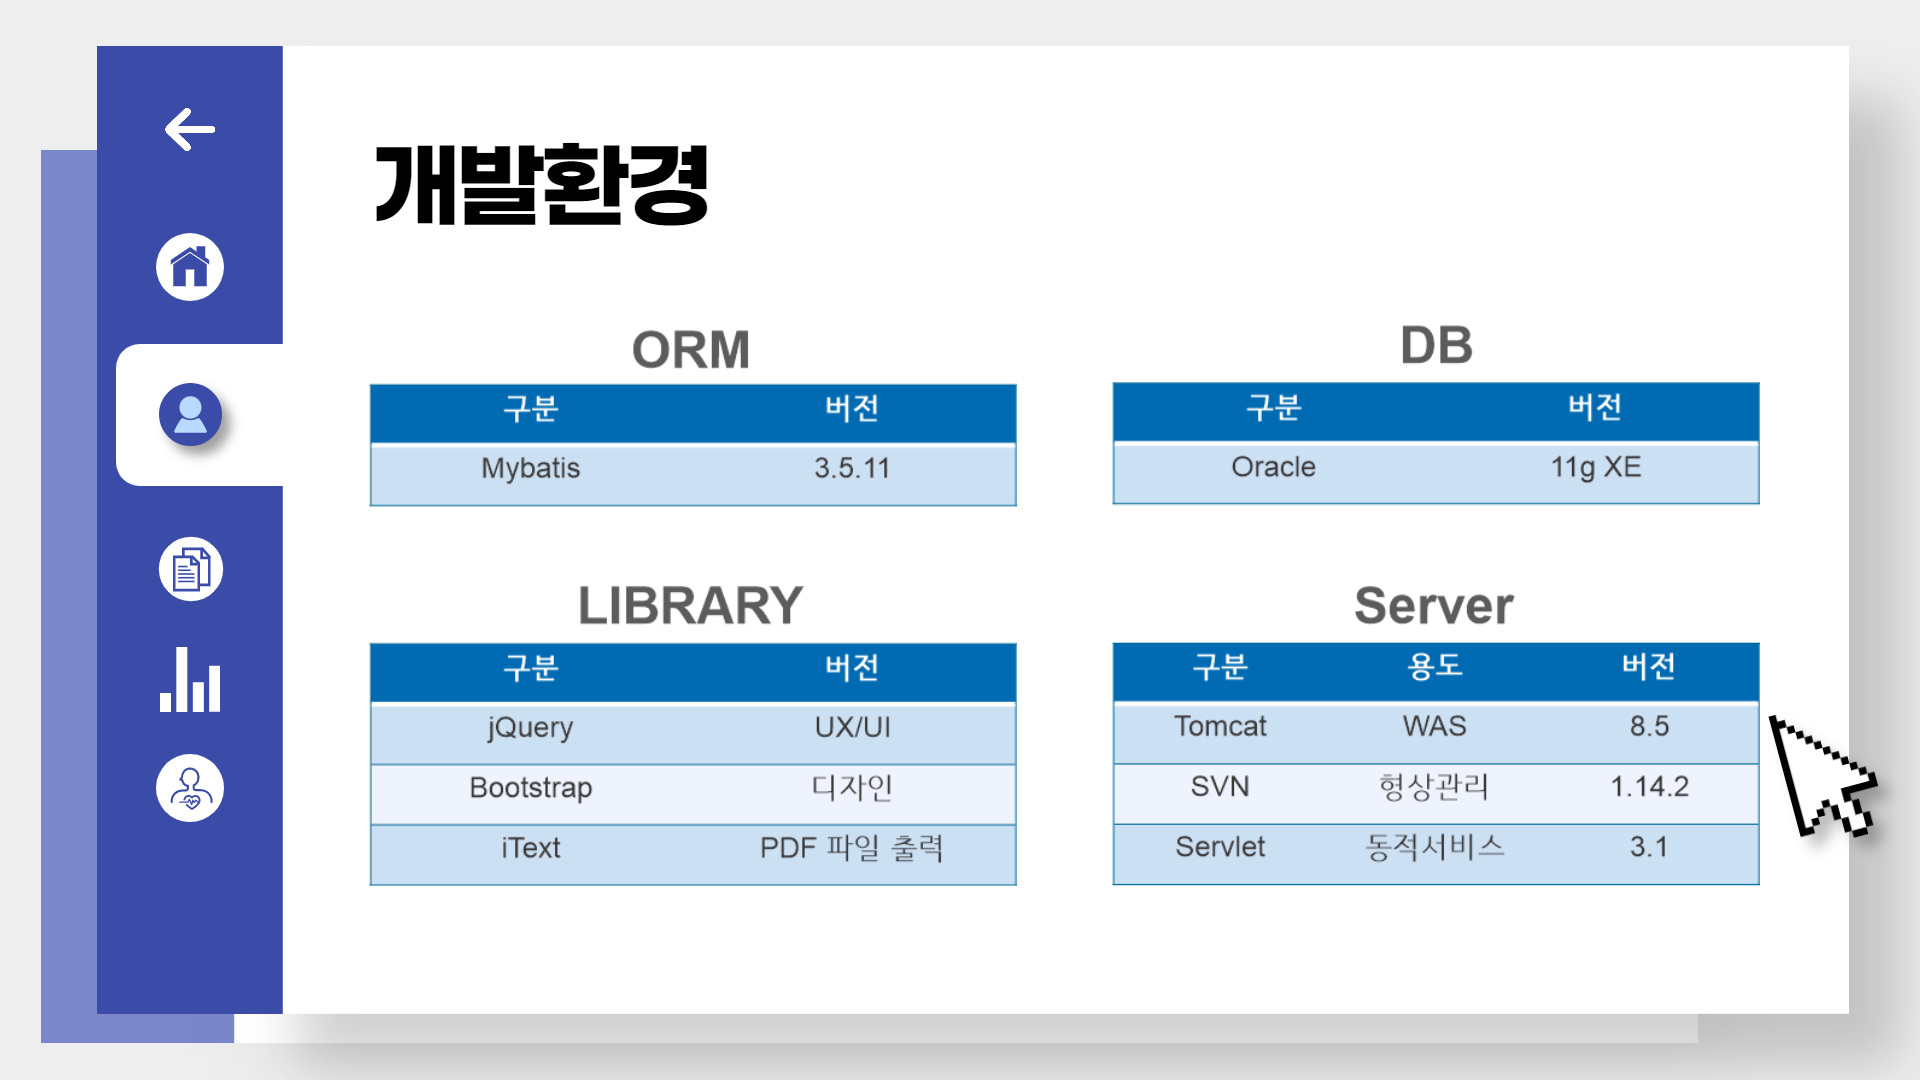 개발환경
ORM
구분 버전
Mybatis 3.5.11
DB
구분 버전
Oracle 11g XE
LIBRARY
구분 버전
jQuery UX/UI
Bootstrap 디자인
iText PDF 파일 출력
Server
구분 용도 버전
Tomcat WAS 8.5
SVN 형상관리 1.14.2
Servlet 동적서비스 3.1